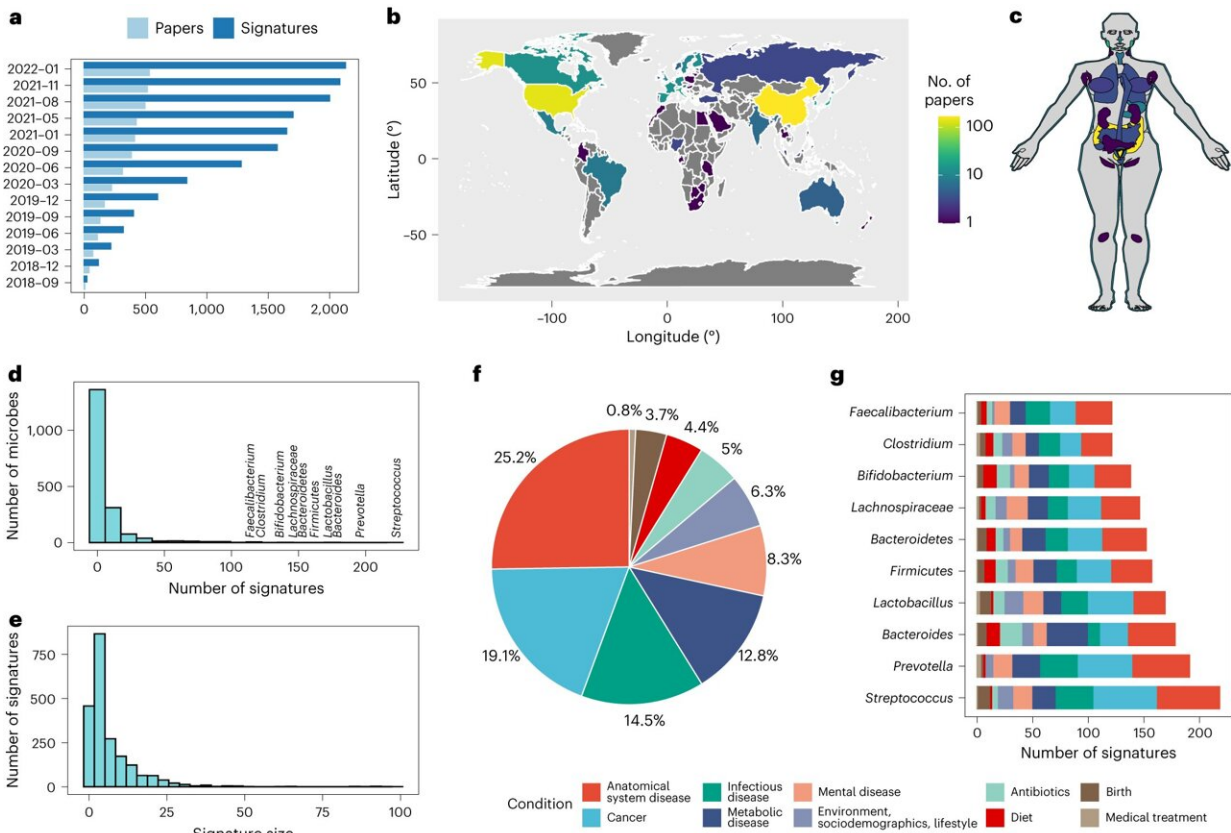 a
Papers
Signatures
2022–01
2021–11
2021–08
2021–05
2021–01
2020–09
2020–06
2020–03
2019–12
2019–09
2019–06
2019–03
2018–12
2018–09
0
500
1,000
1,500
2,000
b
Latitude (°)
50
0
−50
−100
0
100
200
Longitude (°)
No. of
papers
100
10
1
c
d
Number of microbes
1,000
500
0
Faecalibacterium
Clostridium
Bifidobacterium
Lachnospiraceae
Bacteroidetes
Firmicutes
Lactobacillus
Bacteroides
Prevotella
Streptococcus
0
50
100
150
200
Number of signatures
e
Number of signatures
750
500
250
0
0
25
50
75
100
Signature size
f
0.8%
3.7%
4.4%
5%
6.3%
8.3%
12.8%
14.5%
19.1%
25.2%
g
Faecalibacterium
Clostridium
Bifidobacterium
Lachnospiraceae
Bacteroidetes
Firmicutes
Lactobacillus
Bacteroides
Prevotella
Streptococcus
0
50
100
150
200
Number of signatures
Condition
Anatomical
system disease
Cancer
Infectious
disease
Metabolic
disease
Mental disease
Environment,
sociodemographics, lifestyle
Antibiotics
Diet
Birth
Medical treatment